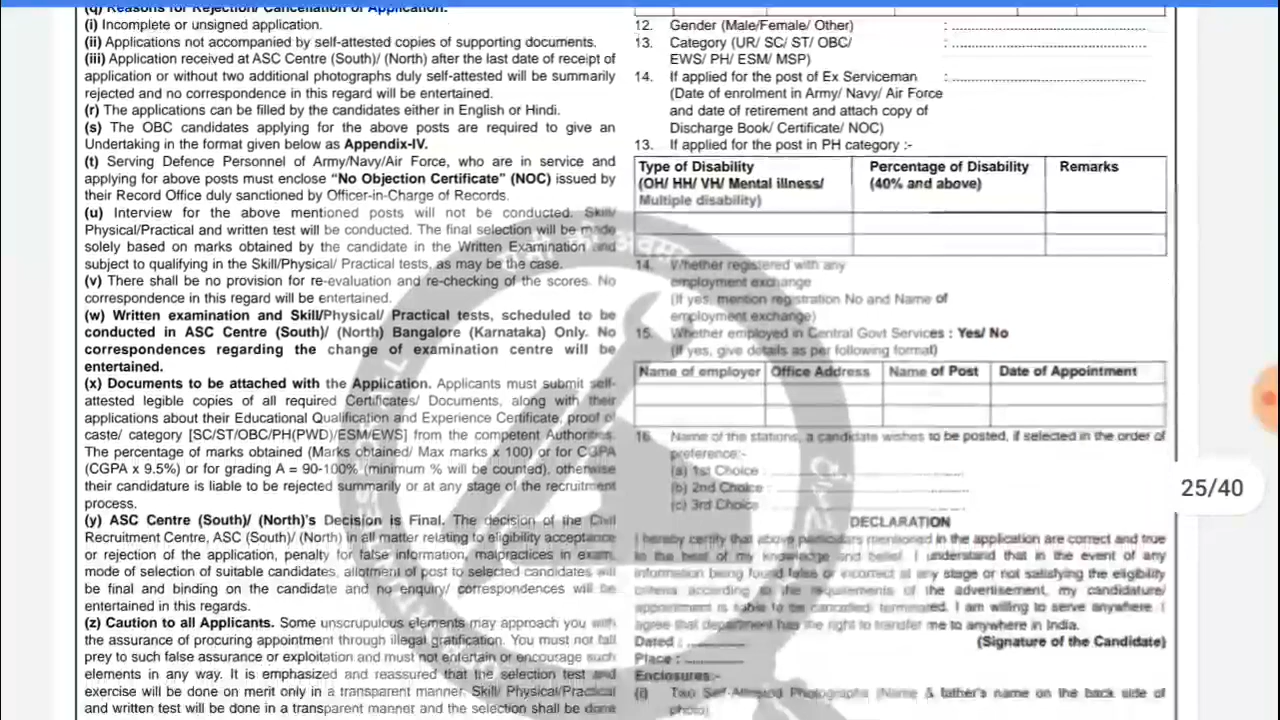 (q) Reasons for Rejection/Cancellation of Application.
(i) Incomplete or unsigned application.
(ii) Applications not accompanied by self-attested copies of supporting documents.
(iii) Application received at ASC Centre (South)/ (North) after the last date of receipt of
application or without two additional photographs duly self-attested will be summarily
rejected and no correspondence in this regard will be entertained.
(r) The applications can be filled by the candidates either in English or Hindi.
(s) The OBC candidates applying for the above posts are required to give an
Undertaking in the format given below as Appendix-IV.
(t) Serving Defence Personnel of Army/Navy/Air Force, who are in service and
applying for above posts must enclose “No Objection Certificate” (NOC) issued by
their Record Office duly sanctioned by Officer-in-Charge of Records.
(u) Interview for the above mentioned posts will not be conducted. Skill/
Physical/Practical and written test will be conducted. The final selection will be made
solely based on marks obtained by the candidate in the Written Examination and
subject to qualifying in the Skill/Physical/ Practical tests, as may be the case.
(v) There shall be no provision for re-evaluation and re-checking of the scores. No
correspondence in this regard will be entertained.
(w) Written examination and Skill/Physical/ Practical tests, scheduled to be
conducted in ASC Centre (South)/ (North) Bangalore (Karnataka) Only. No
correspondences regarding the change of examination centre will be
entertained.
(x) Documents to be attached with the Application. Applicants must submit self-
attested legible copies of all required Certificates/ Documents, along with their
applications about their Educational Qualification and Experience Certificate, proof of
caste/ category [SC/ST/OBC/PH(PWD)/ESM/EWS] from the competent Authorities.
The percentage of marks obtained (Marks obtained/ Max marks x 100) or for CGPA
(CGPA x 9.5%) or for grading A = 90-100% (minimum % will be counted), otherwise
their candidature is liable to be rejected summarily or at any stage of the recruitment
process.
(y) ASC Centre (South)/ (North)'s Decision is Final. The decision of the Civil
Recruitment Centre, ASC (South)/ (North) in all matter relating to eligibility acceptance
or rejection of the application, penalty for false information, malpractices in exam,
mode of selection of suitable candidates, allotment of post to selected candidates will
be final and binding on the candidate and no enquiry/ correspondences will be
entertained in this regards.
(z) Caution to all Applicants. Some unscrupulous elements may approach you with
the assurance of procuring appointment through illegal gratification. You must not fall
prey to such false assurance or exploitation and must not entertain or encourage such
elements in any way. It is emphasized and reassured that the selection test and
exercise will be done on merit only in a transparent manner, Skill/ Physical/Practical
and written test will be done in a transparent manner and the selection shall be done
12. Gender (Male/Female/ Other) :
13. Category (UR/ SC/ ST/ OBC/ :
EWS/ PH/ ESM/ MSP)
14. If applied for the post of Ex Serviceman :
(Date of enrolment in Army/ Navy/ Air Force
and date of retirement and attach copy of
Discharge Book/ Certificate/ NOC)
13. If applied for the post in PH category :-
Type of Disability Percentage of Disability Remarks
(OH/ HH/ VH/ Mental illness/ (40% and above)
Multiple disability)
14. Whether registered with any
employment exchange
(If yes, mention registration No and Name of
employment exchange)
15. Whether employed in Central Govt Services : Yes/ No
(If yes, give details as per following format)
Name of employer Office Address Name of Post Date of Appointment
16. Name of the stations, a candidate wishes to be posted, if selected in the order of
preference:-
(a) 1st Choice :
(b) 2nd Choice :
(c) 3rd Choice :
DECLARATION
I hereby certify that above particulars mentioned in the application are correct and true
to the best of my knowledge and belief. I understand that in the event of any
information being found false or incorrect at any stage or not satisfying the eligibility
criteria according to the requirements of the advertisement, my candidature/
appointment is liable to be cancelled/ terminated. I am willing to serve anywhere. I
agree that department has the right to transfer me to anywhere in India.
Dated : (Signature of the Candidate)
Place :
Enclosures:-
(i) Two Self-Attested Photographs (Name & father's name on the back side of
photo)
25/40